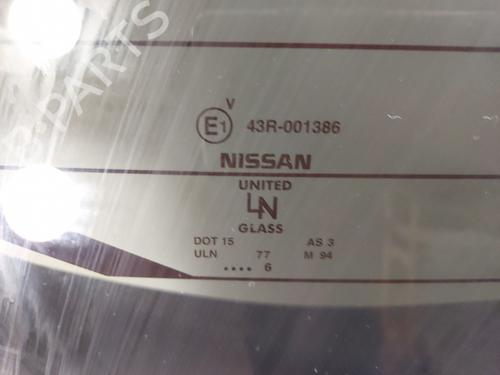 B-PARTS
V
E1 43R-001386
NISSAN
UNITED
LN
GLASS
DOT 15 AS 3
ULN 77 M 94
.... 6